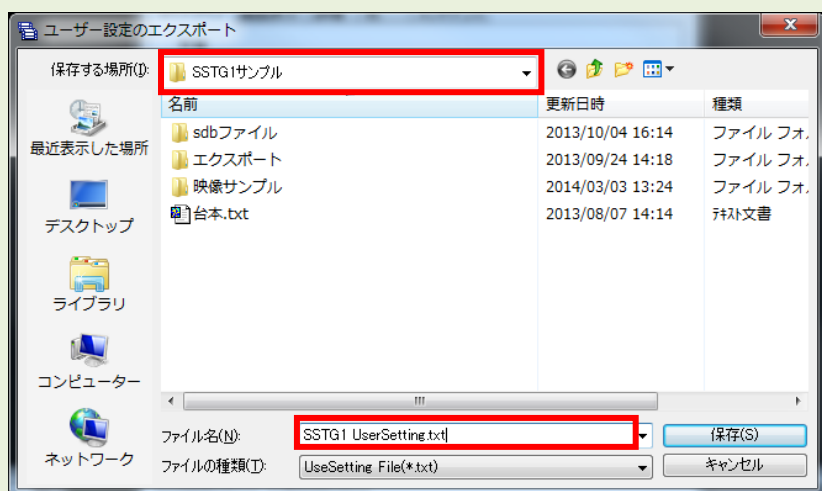 ユーザー設定のエクスポート
保存する場所(I):
SSTG1サンプル
名前 更新日時 種類
sdbファイル 2013/10/04 16:14 ファイル フォ
エクスポート 2013/09/24 14:18 ファイル フォ
映像サンプル 2014/03/03 13:24 ファイル フォ
台本.txt 2013/08/07 14:14 ﾃｷｽﾄ文書
最近表示した場所
デスクトップ
ライブラリ
コンピューター
ネットワーク
ファイル名(N): SSTG1 UserSetting.txt 保存(S)
ファイルの種類(T): UseSetting File(*.txt) キャンセル